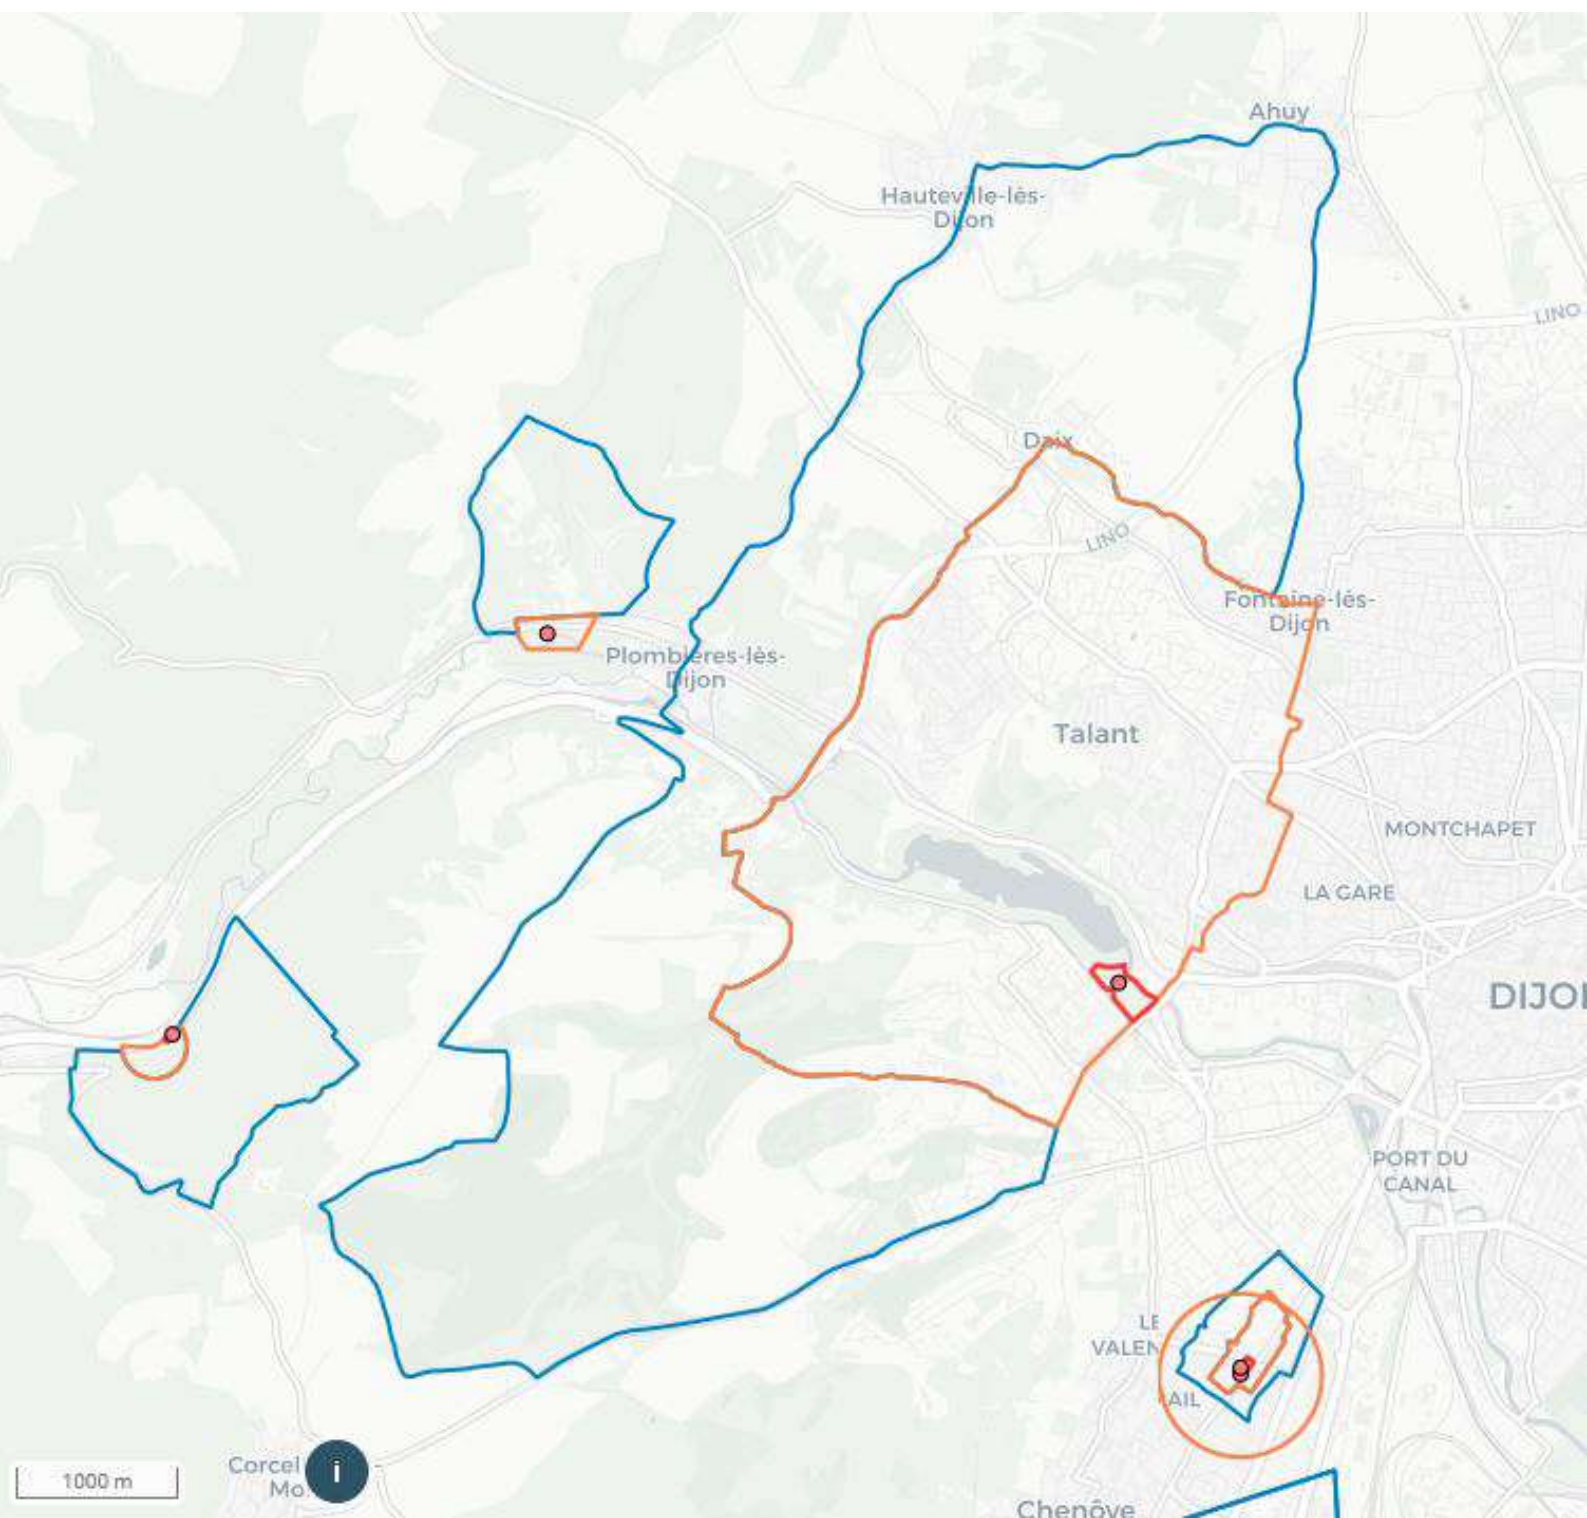 Ahuy
Hauteville-lès-
Dijon
LINO
Daix
LINO
Fontaine-lès-
Dijon
Plombières-lès-
Dijon
Talant
MONTCHAPET
LA GARE
DIJO
PORT DU
CANAL
LE
VALEN
AIL
Corcel
Mo
i
1000 m
Chenôve